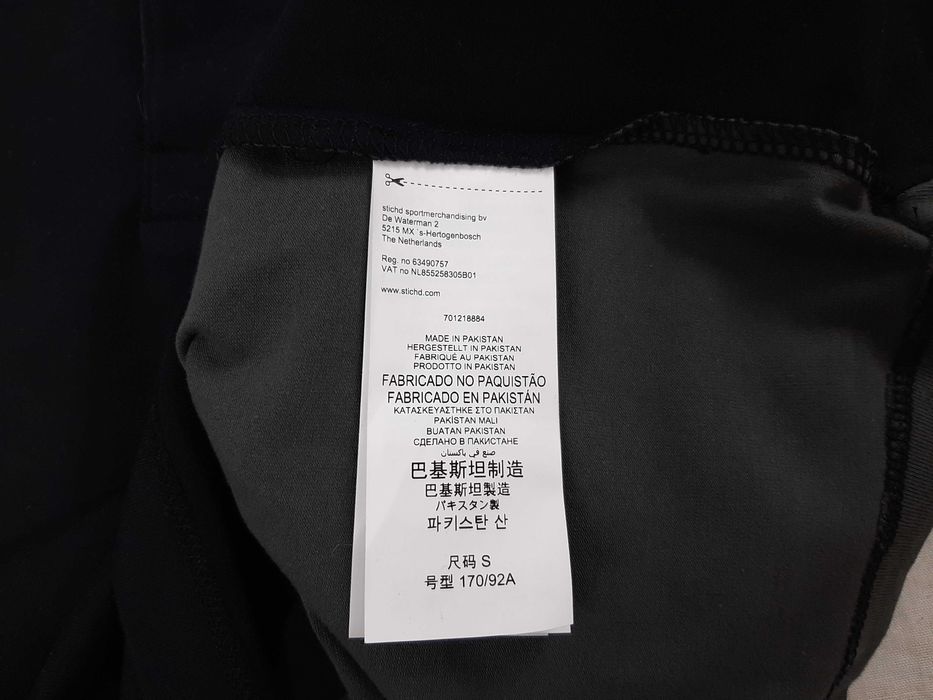 stichd sportmerchandising bv
De Waterman 2
5215 MX `s-Hertogenbosch
The Netherlands
Reg. no 63490757
VAT no NL855258305B01
www.stichd.com
701218884
MADE IN PAKISTAN
HERGESTELLT IN PAKISTAN
FABRIQUÉ AU PAKISTAN
PRODOTTO IN PAKISTAN
FABRICADO NO PAQUISTÃO
FABRICADO EN PAKISTÁN
ΚΑΤΑΣΚΕΥΑΣΤΗΚΕ ΣΤΟ ΠΑΚΙΣΤΑΝ
PAKİSTAN MALI
BUATAN PAKISTAN
СДЕЛАНО В ПАКИСТАНЕ
صنع في باكستان
巴基斯坦制造
巴基斯坦製造
パキスタン製
파키스탄 산
尺码 S
号型 170/92A